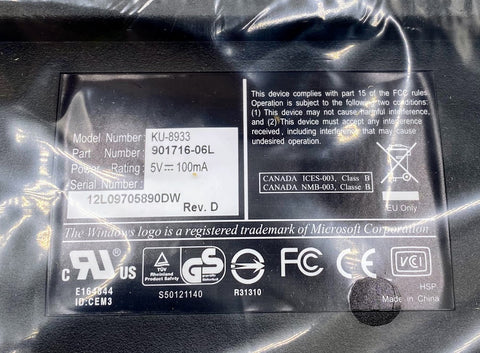 This device complies with part 15 of the FCC rules
Operation is subject to the following two conditions:
(1) This device may not cause harmful interference,
and (2) This device must accept any interference
received, including interference that may cause
undesired operation.
Model Number: KU-8933
Part Number: 901716-06L
Power Rating: 5V⎓100mA
Serial Number:
12L09705890DW
Rev. D
CANADA ICES-003, Class B
CANADA NMB-003, Classe B
EU Only
The Windows logo is a registered trademark of Microsoft Corporation
C UR US
E164844
ID:CEM3
TÜV
Rheinland
Product Safety
GS
S50121140
R31310
FC CE
VCI
HSP
Made in China